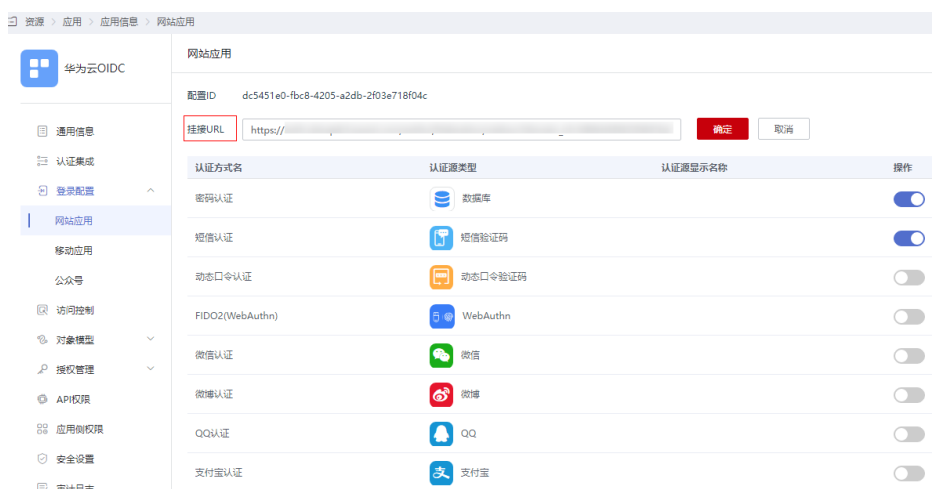 资源 > 应用 > 应用信息 > 网站应用
华为云OIDC
通用信息
认证集成
登录配置
网站应用
移动应用
公众号
访问控制
对象模型
授权管理
API权限
应用侧权限
安全设置
审计日志
网站应用
配置ID dc5451e0-fbc8-4205-a2db-2f03e718f04c
挂接URL https:// 确定 取消
认证方式名 认证源类型 认证源显示名称 操作
密码认证 数据库
短信认证 短信验证码
动态口令认证 动态口令验证码
FIDO2(WebAuthn) WebAuthn
微信认证 微信
微博认证 微博
QQ认证 QQ
支付宝认证 支 支付宝